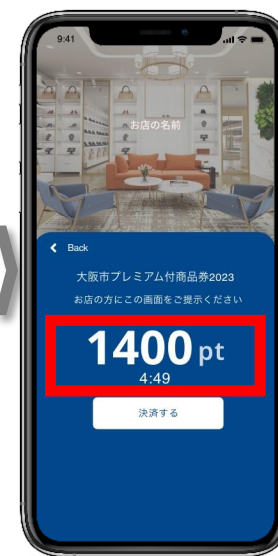 9:41
お店の名前
Back
大阪市プレミアム付商品券2023
お店の方にこの画面をご提示ください
1400 pt
4:49
決済する